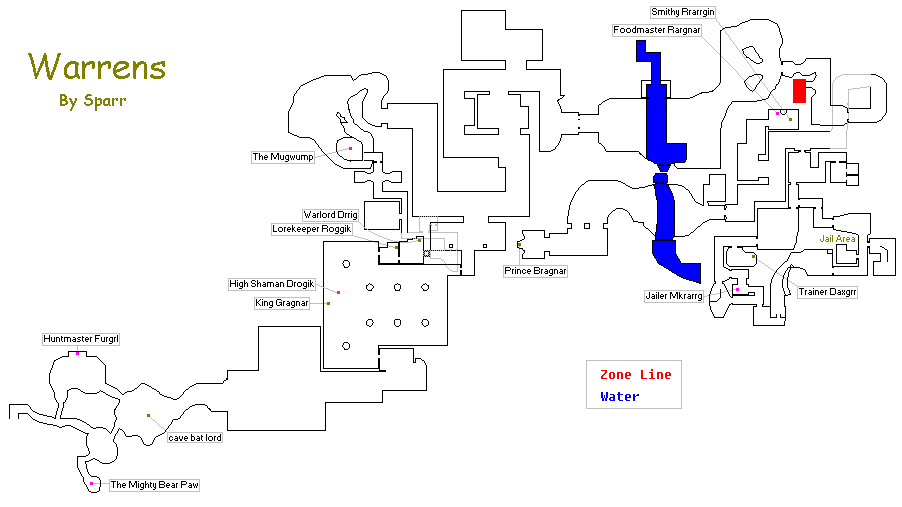 Smithy Rrarrgin
Foodmaster Rargnar
Warrens
By Sparr
The Mugwump
Warlord Drrig
Lorekeeper Roggik
Jail Area
Prince Bragnar
High Shaman Drogik
King Gragnar
Trainer Daxgrr
Jailer Mkrarrg
Huntmaster Furgrl
Zone Line
Water
cave bat lord
The Mighty Bear Paw